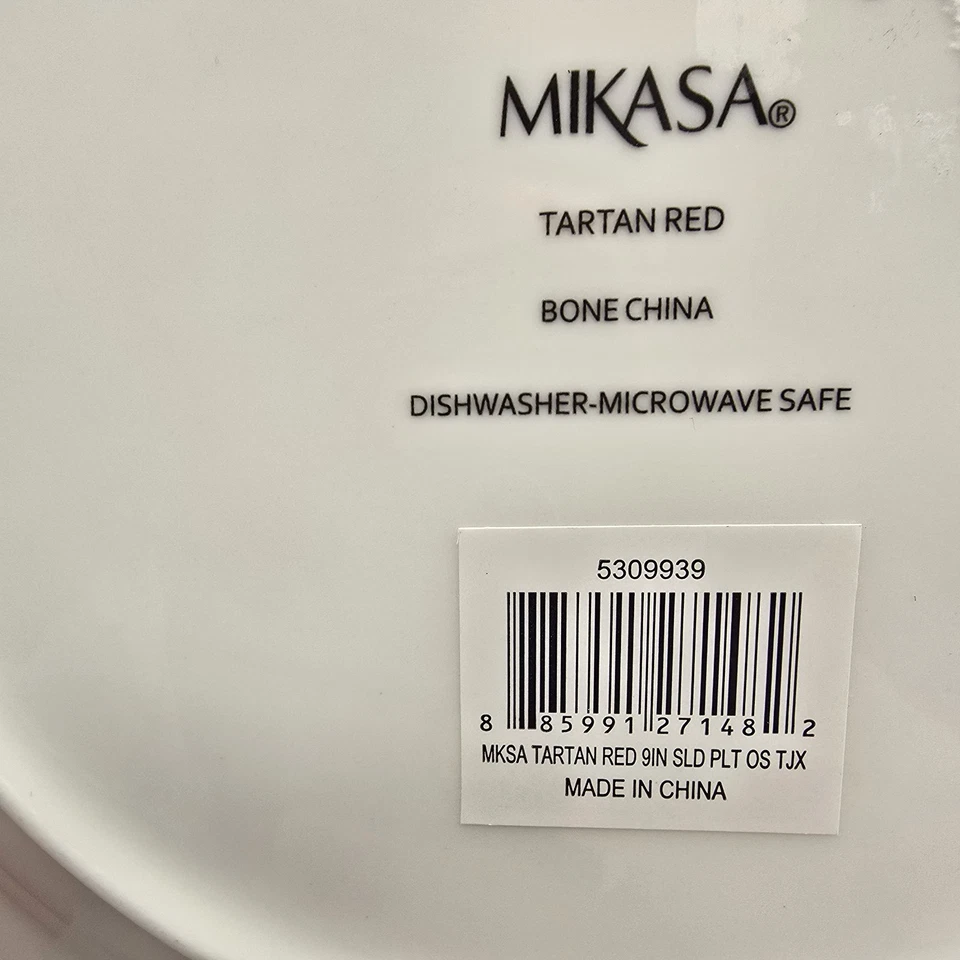 MIKASA®
TARTAN RED
BONE CHINA
DISHWASHER-MICROWAVE SAFE
5309939
8 85991 27148 2
MKSA TARTAN RED 9IN SLD PLT OS TJX
MADE IN CHINA